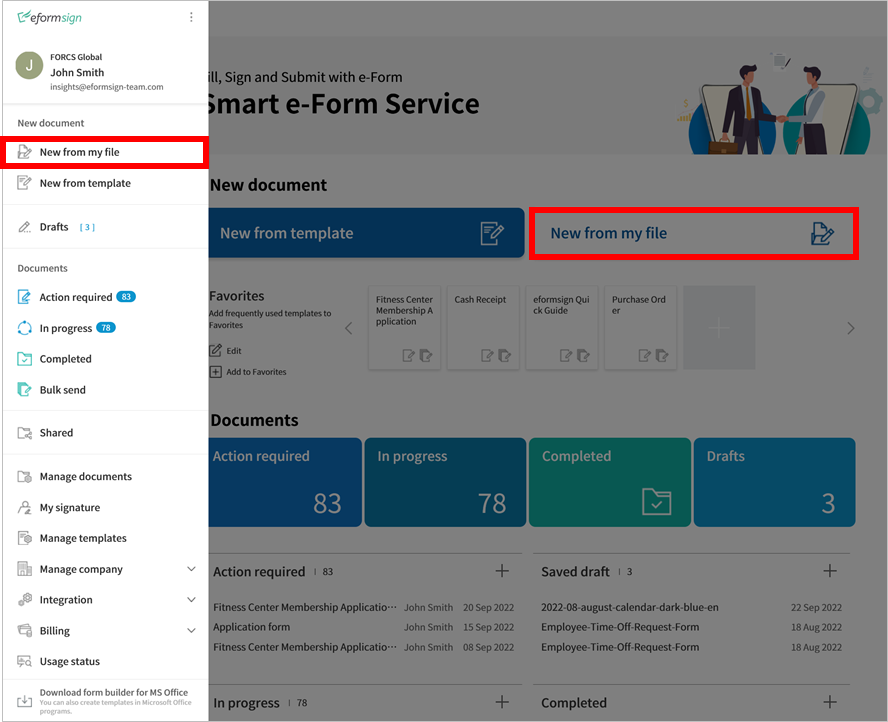 eformsign
J
FORCS Global
John Smith
insights@eformsign-team.com
New document
New from my file
New from template
Drafts [ 3 ]
Documents
Action required 83
In progress 78
Completed
Bulk send
Shared
Manage documents
My signature
Manage templates
Manage company
Integration
Billing
Usage status
Download form builder for MS Office
You can also create templates in Microsoft Office
programs.
ill, Sign and Submit with e-Form
Smart e-Form Service
New document
New from template
New from my file
Favorites
Add frequently used templates to
Favorites
Edit
Add to Favorites
Fitness Center
Membership A
pplication
Cash Receipt
eformsign Qui
ck Guide
Purchase Ord
er
Documents
Action required
83
In progress
78
Completed
Drafts
3
Action required | 83
Fitness Center Membership Applicatio··· John Smith 20 Sep 2022
Application form John Smith 15 Sep 2022
Fitness Center Membership Applicatio··· John Smith 08 Sep 2022
Saved draft | 3
2022-08-august-calendar-dark-blue-en 22 Sep 2022
Employee-Time-Off-Request-Form 18 Aug 2022
Employee-Time-Off-Request-Form 18 Aug 2022
In progress | 78
Completed